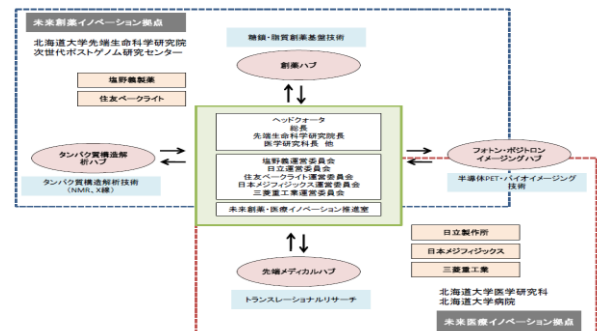 未来創薬イノベーション拠点
北海道大学先端生命科学研究院
次世代ポストゲノム研究センター
塩野義製薬
住友ベークライト
糖鎖・脂質創薬基盤技術
創薬ハブ
ヘッドクォータ
総長
先端生命科学研究院長
医学研究科長 他
塩野義運営委員会
日立運営委員会
住友ベークライト運営委員会
日本メジフィジックス運営委員会
三菱重工業運営委員会
未来創薬・医療イノベーション推進室
タンパク質構造解
析ハブ
タンパク質構造解析技術
(NMR、X線)
フォトン・ポジトロン
イメージングハブ
半導体PET・バイオイメージング
技術
先端メディカルハブ
トランスレーショナルリサーチ
日立製作所
日本メジフィジックス
三菱重工業
北海道大学医学研究科
北海道大学病院
未来医療イノベーション拠点